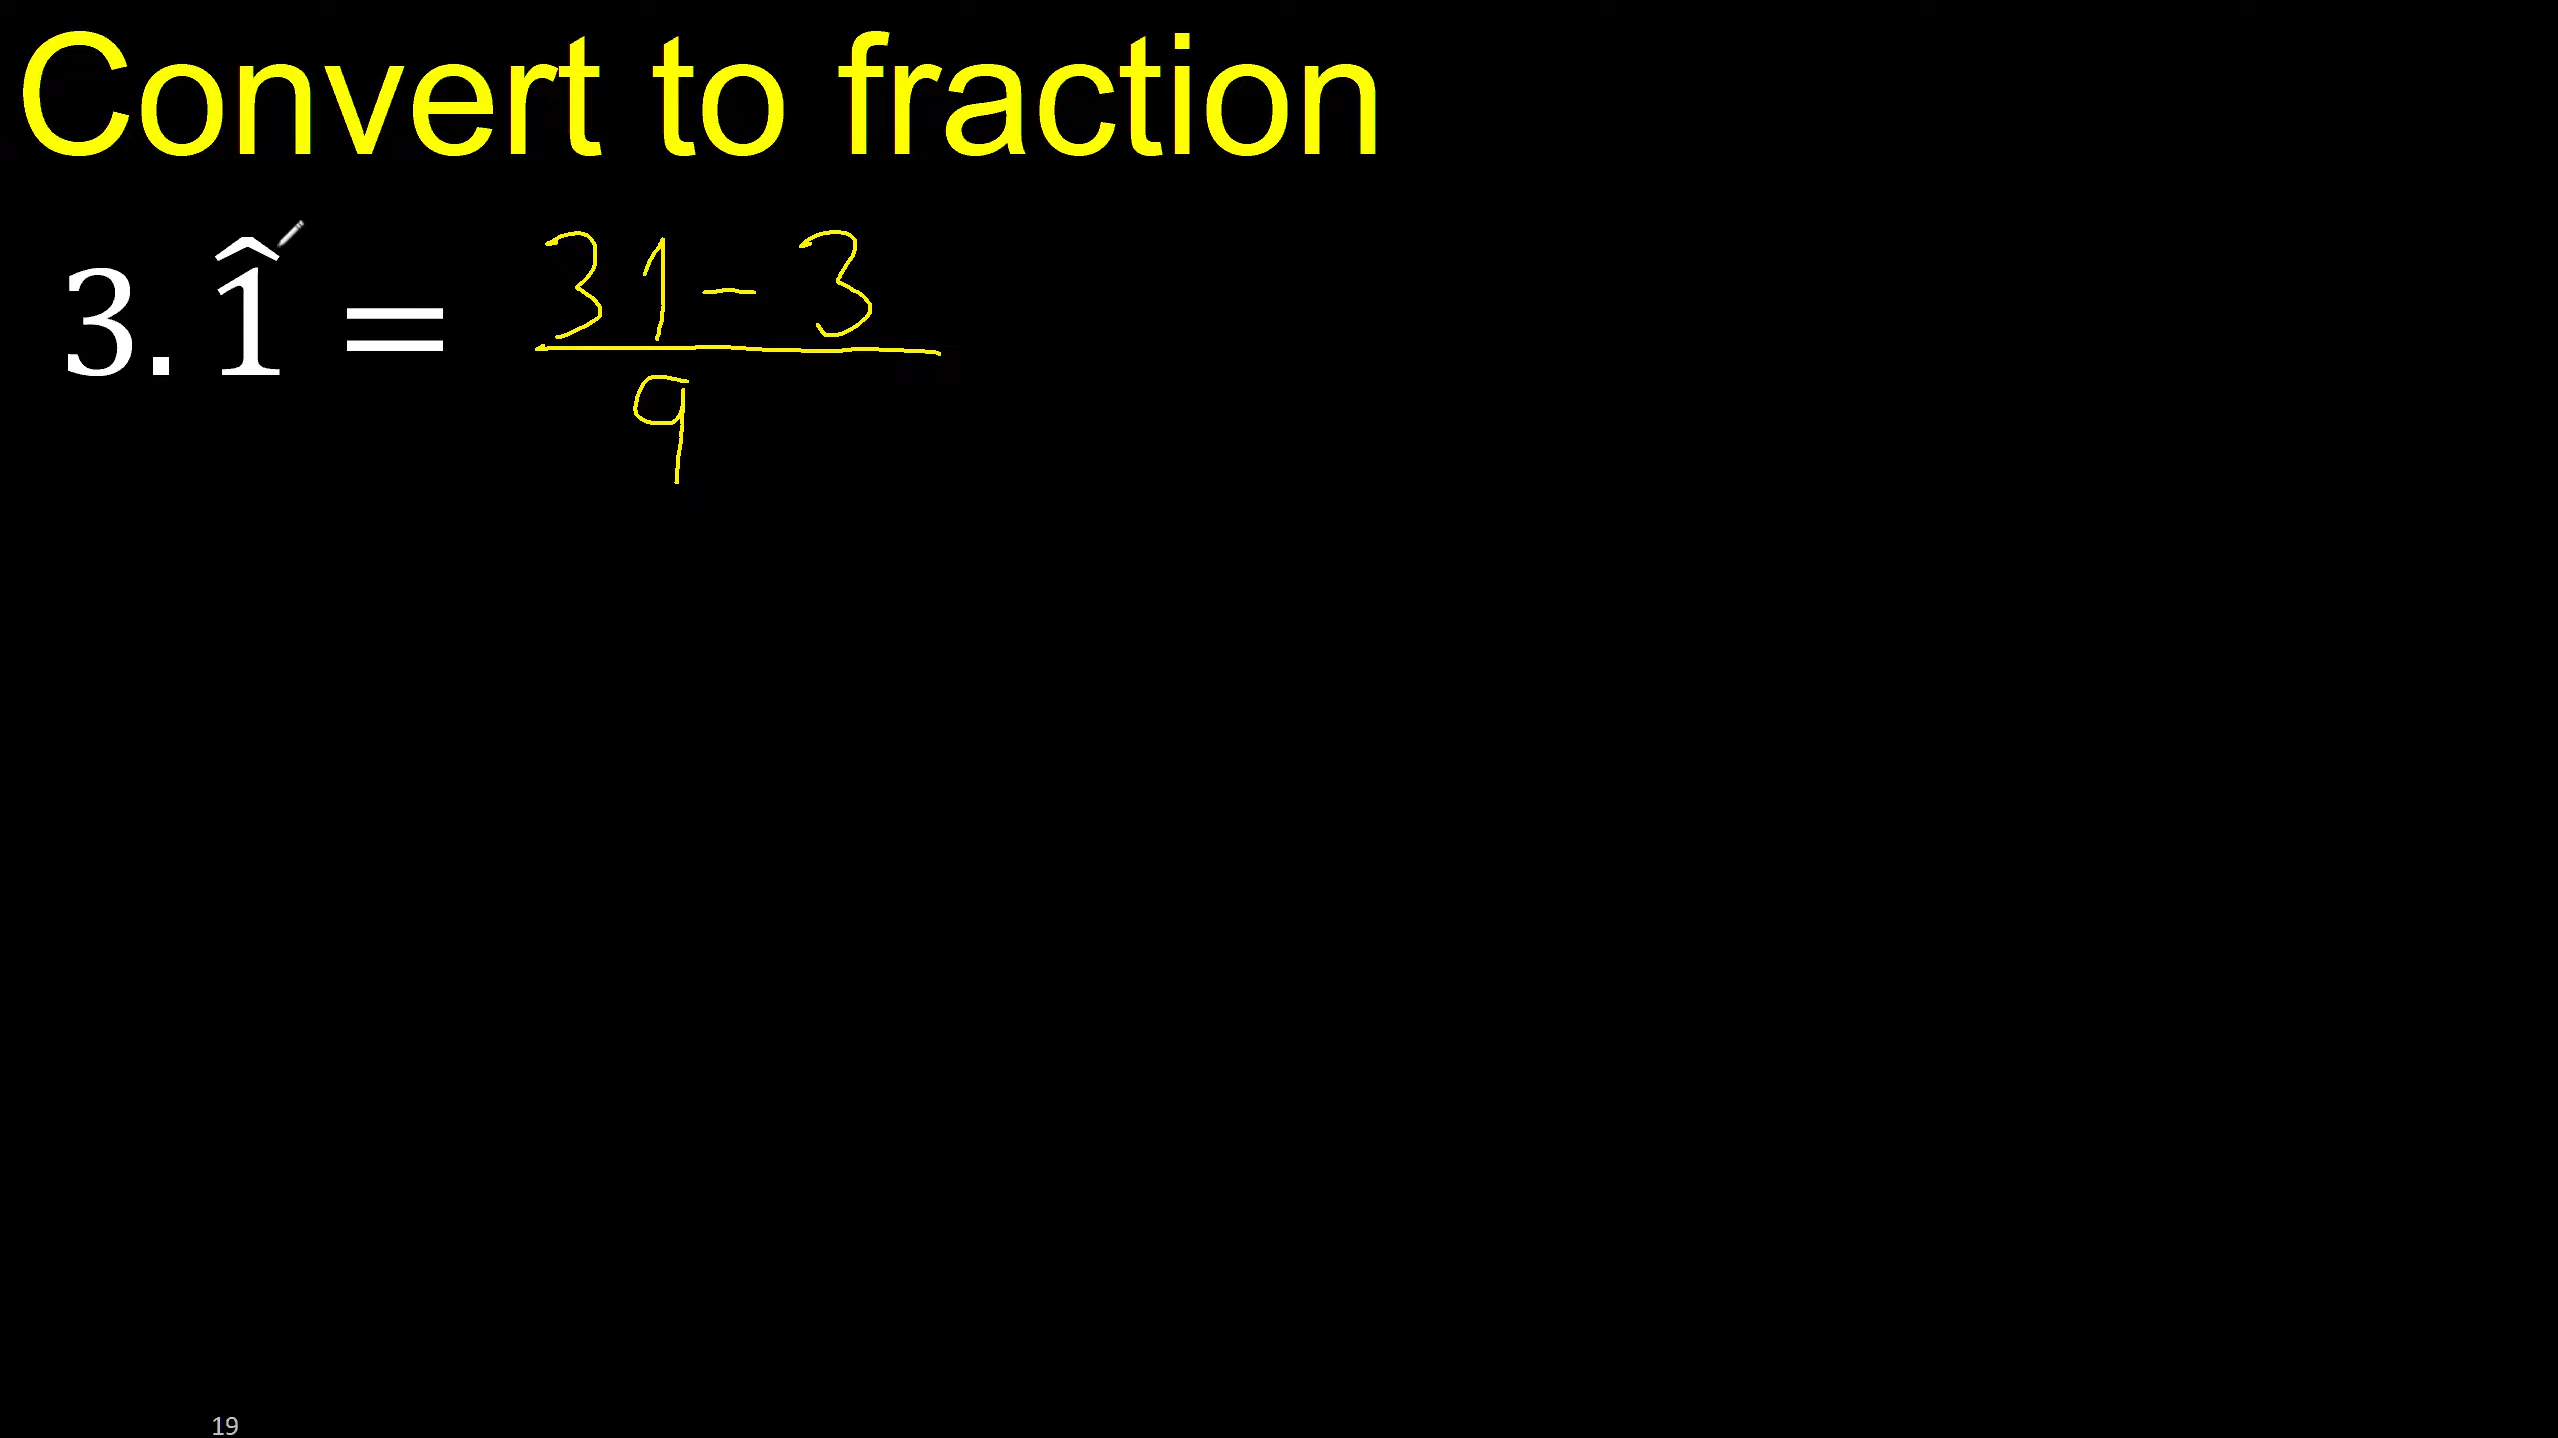 Convert to fraction
3.1̂ = 31-3/9
19